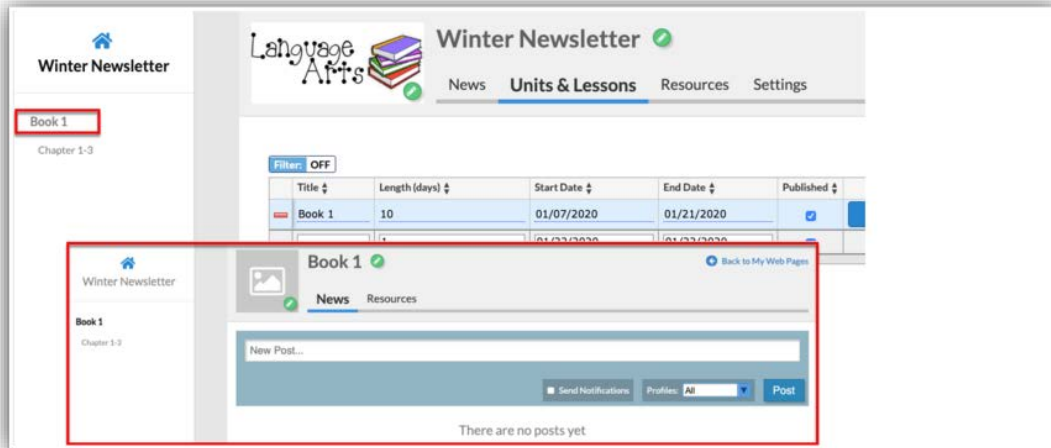 Winter Newsletter
Book 1
Chapter 1-3
Language
Arts
Winter Newsletter
News Units & Lessons Resources Settings
Filter: OFF
Title Length (days) Start Date End Date Published
Book 1 10 01/07/2020 01/21/2020
Winter Newsletter
Book 1
Chapter 1-3
Book 1
Back to My Web Pages
News Resources
New Post...
Send Notifications Profiles: All Post
There are no posts yet